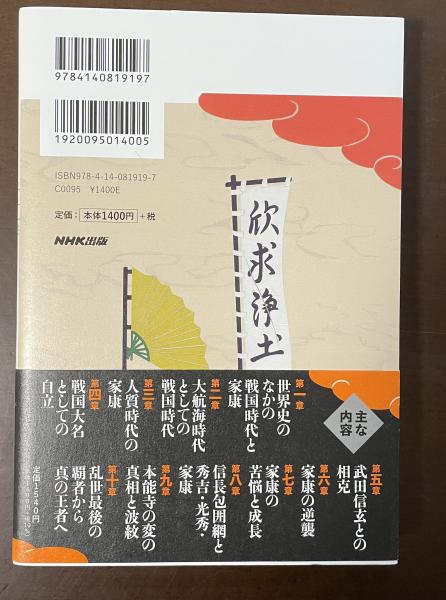 9784140819197
1920095014005
ISBN978-4-14-081919-7
C0095 ¥1400E
定価：本体1400円+税
NHK出版
欣求浄土
主な
内容
第一章
世界史の
なかの
戦国時代と
家康
第二章
大航海時代
としての
戦国時代
第三章
人質時代の
家康
第四章
戦国大名
としての
自立
第五章
武田信玄との
相克
第六章
家康の逆襲
第七章
家康の
苦悩と成長
第八章
信長包囲網と
秀吉・光秀・
家康
第九章
本能寺の変の
真相と波紋
第十章
乱世最後の
覇者から
真の王者へ
定価1540円